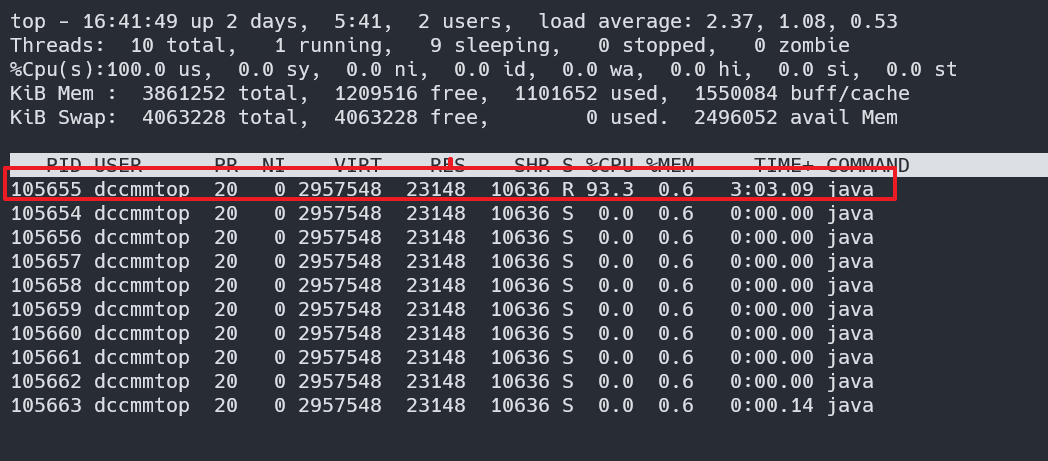 top - 16:41:49 up 2 days,  5:41,  2 users,  load average: 2.37, 1.08, 0.53
Threads:  10 total,   1 running,   9 sleeping,   0 stopped,   0 zombie
%Cpu(s):100.0 us,  0.0 sy,  0.0 ni,  0.0 id,  0.0 wa,  0.0 hi,  0.0 si,  0.0 st
KiB Mem :  3861252 total,  1209516 free,  1101652 used,  1550084 buff/cache
KiB Swap:  4063228 total,  4063228 free,        0 used.  2496052 avail Mem
   PID USER      PR  NI    VIRT    RES    SHR S %CPU %MEM     TIME+ COMMAND
105655 dccmmtop  20   0 2957548  23148  10636 R 93.3  0.6   3:03.09 java
105654 dccmmtop  20   0 2957548  23148  10636 S  0.0  0.6   0:00.00 java
105656 dccmmtop  20   0 2957548  23148  10636 S  0.0  0.6   0:00.00 java
105657 dccmmtop  20   0 2957548  23148  10636 S  0.0  0.6   0:00.00 java
105658 dccmmtop  20   0 2957548  23148  10636 S  0.0  0.6   0:00.00 java
105659 dccmmtop  20   0 2957548  23148  10636 S  0.0  0.6   0:00.00 java
105660 dccmmtop  20   0 2957548  23148  10636 S  0.0  0.6   0:00.00 java
105661 dccmmtop  20   0 2957548  23148  10636 S  0.0  0.6   0:00.00 java
105662 dccmmtop  20   0 2957548  23148  10636 S  0.0  0.6   0:00.00 java
105663 dccmmtop  20   0 2957548  23148  10636 S  0.0  0.6   0:00.14 java